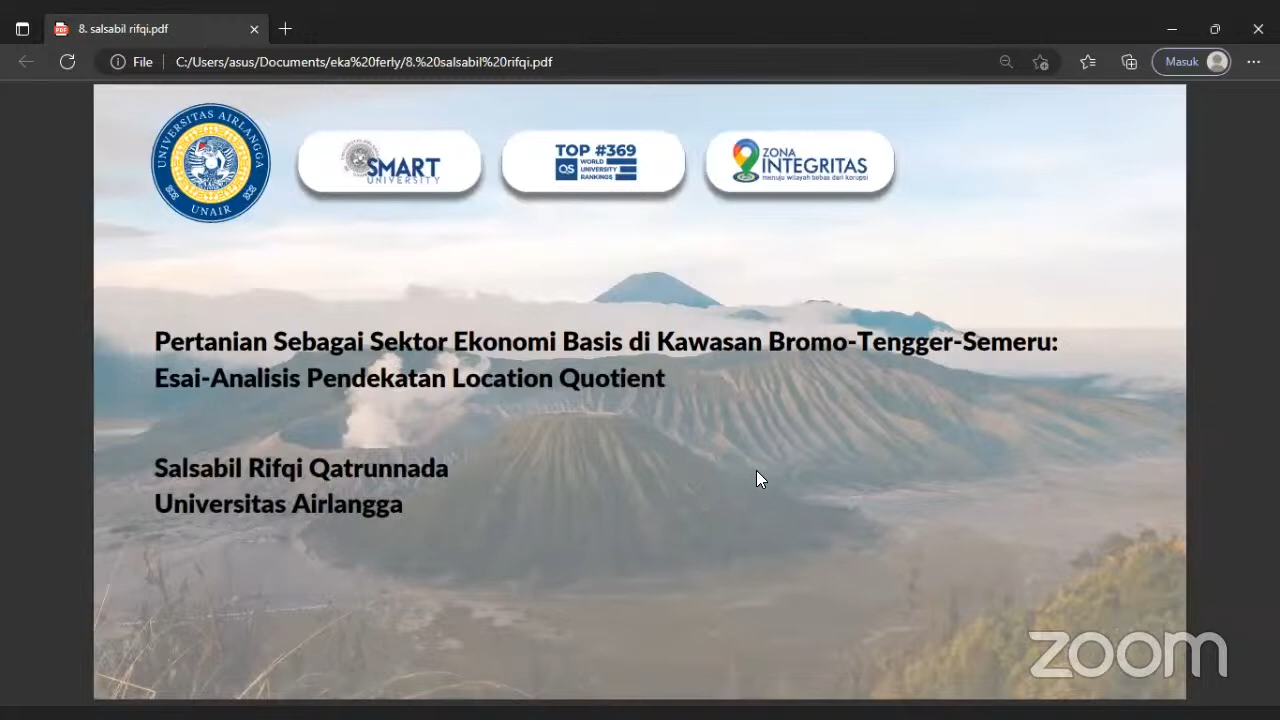 8. salsabil rifqi.pdf
File
C:/Users/asus/Documents/eka%20ferly/8.%20salsabil%20rifqi.pdf
Masuk
UNIVERSITAS AIRLANGGA
UNAIR
SMART
UNIVERSITY
TOP #369
QS WORLD
UNIVERSITY
RANKINGS
ZONA
INTEGRITAS
menuju wilayah bebas dari korupsi
Pertanian Sebagai Sektor Ekonomi Basis di Kawasan Bromo-Tengger-Semeru:
Esai-Analisis Pendekatan Location Quotient
Salsabil Rifqi Qatrunnada
Universitas Airlangga
zoom